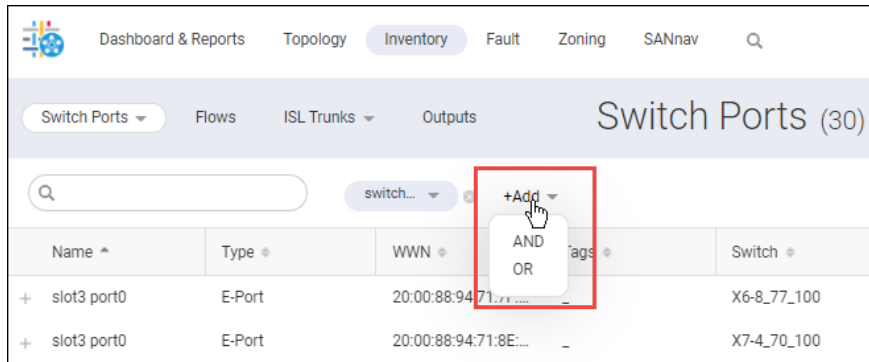 Dashboard & Reports Topology Inventory Fault Zoning SANnav
Switch Ports Flows ISL Trunks Outputs Switch Ports (30)
switch... +Add
AND
OR
Name Type WWN Tags Switch
slot3 port0 E-Port 20:00:88:94:71:7F:... _ X6-8_77_100
slot3 port0 E-Port 20:00:88:94:71:8E:... _ X7-4_70_100